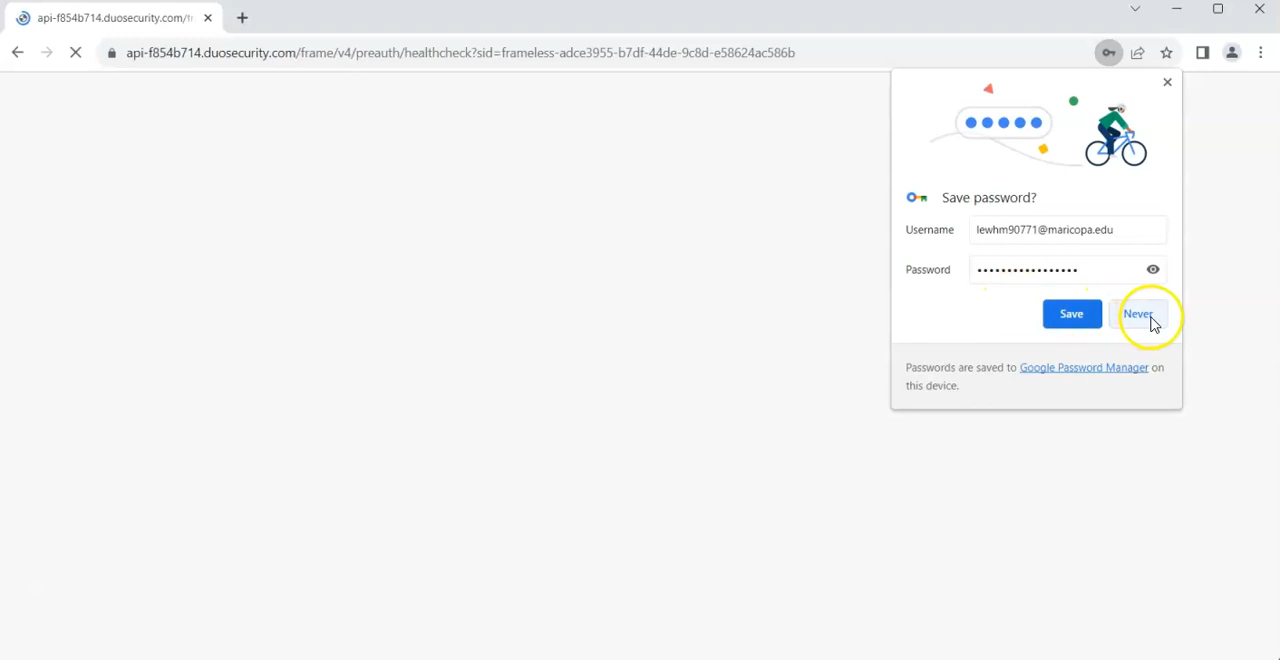 api-f854b714.duosecurity.com/fr
api-f854b714.duosecurity.com/frame/v4/preauth/healthcheck?sid=frameless-adce3955-b7df-44de-9c8d-e58624ac586b
Save password?
Username lewhm90771@maricopa.edu
Password •••••••••••••••••
Save Never
Passwords are saved to Google Password Manager on
this device.